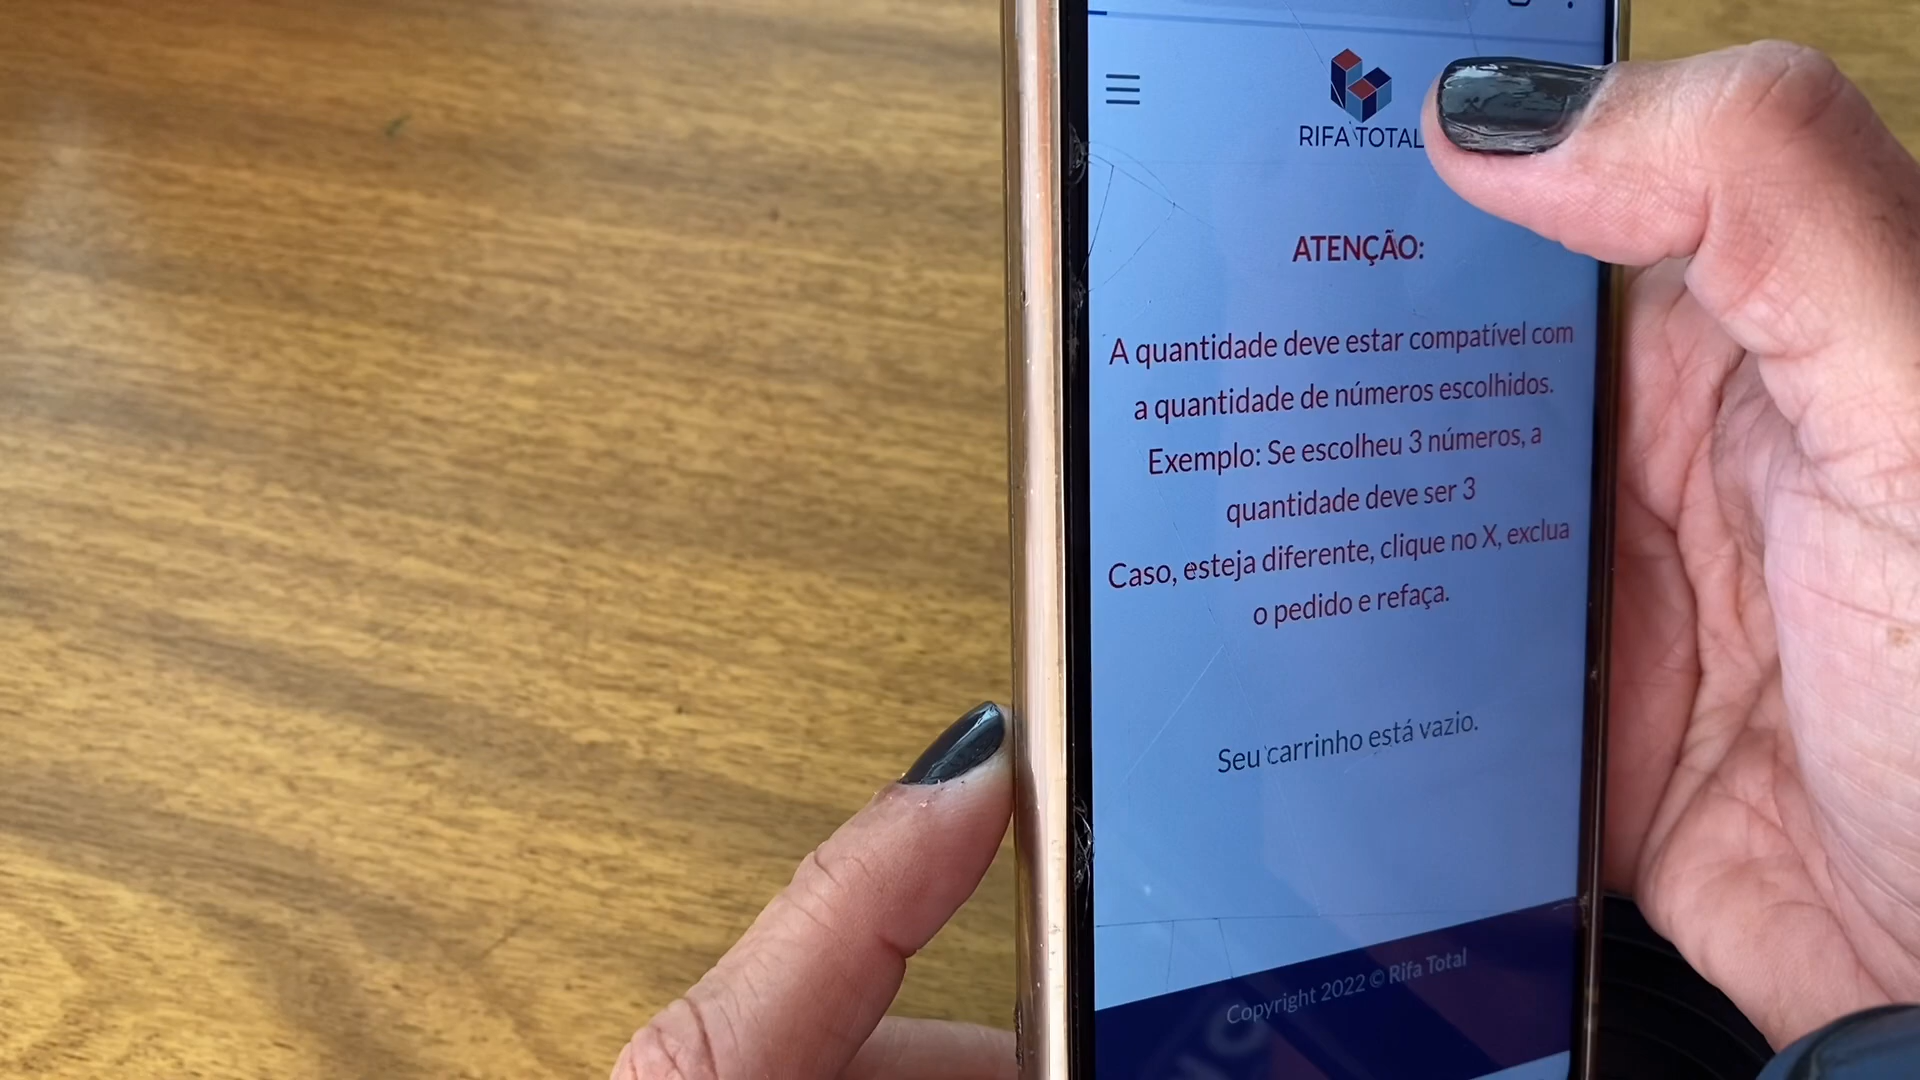 RIFA TOTAL
ATENÇÃO:
A quantidade deve estar compatível com
a quantidade de números escolhidos.
Exemplo: Se escolheu 3 números, a
quantidade deve ser 3
Caso, esteja diferente, clique no X, exclua
o pedido e refaça.
Seu carrinho está vazio.
Copyright 2022 © Rifa Total